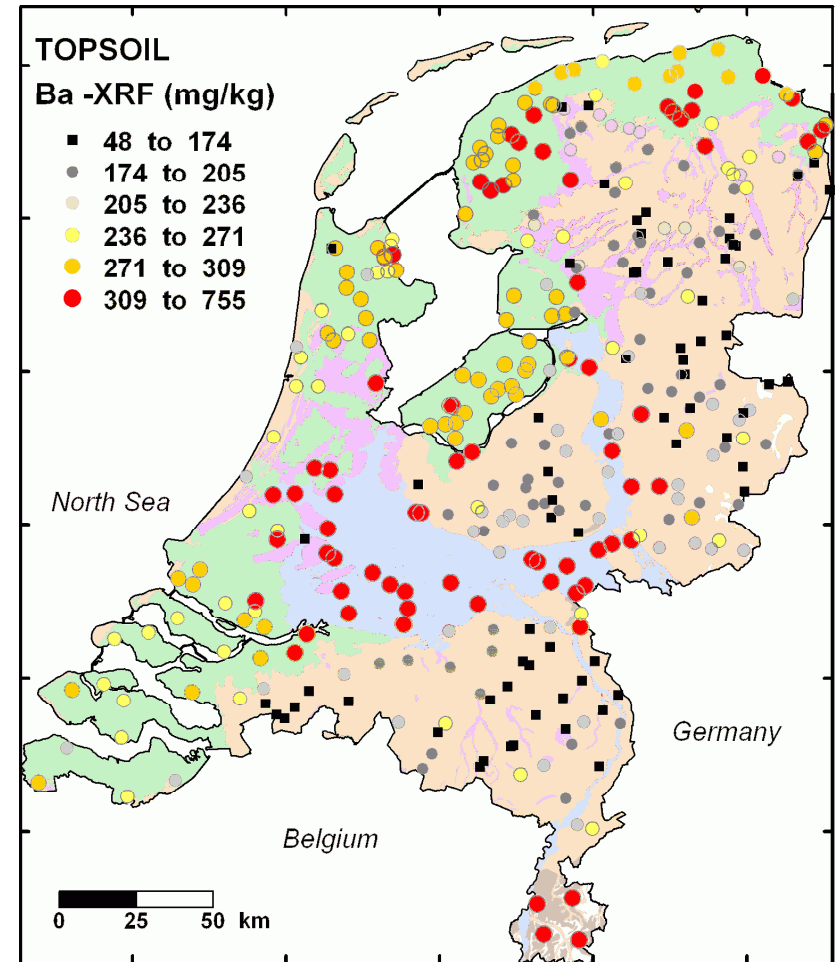 TOPSOIL
Ba -XRF (mg/kg)
48 to 174
174 to 205
205 to 236
236 to 271
271 to 309
309 to 755
North Sea
Germany
Belgium
0 25 50 km